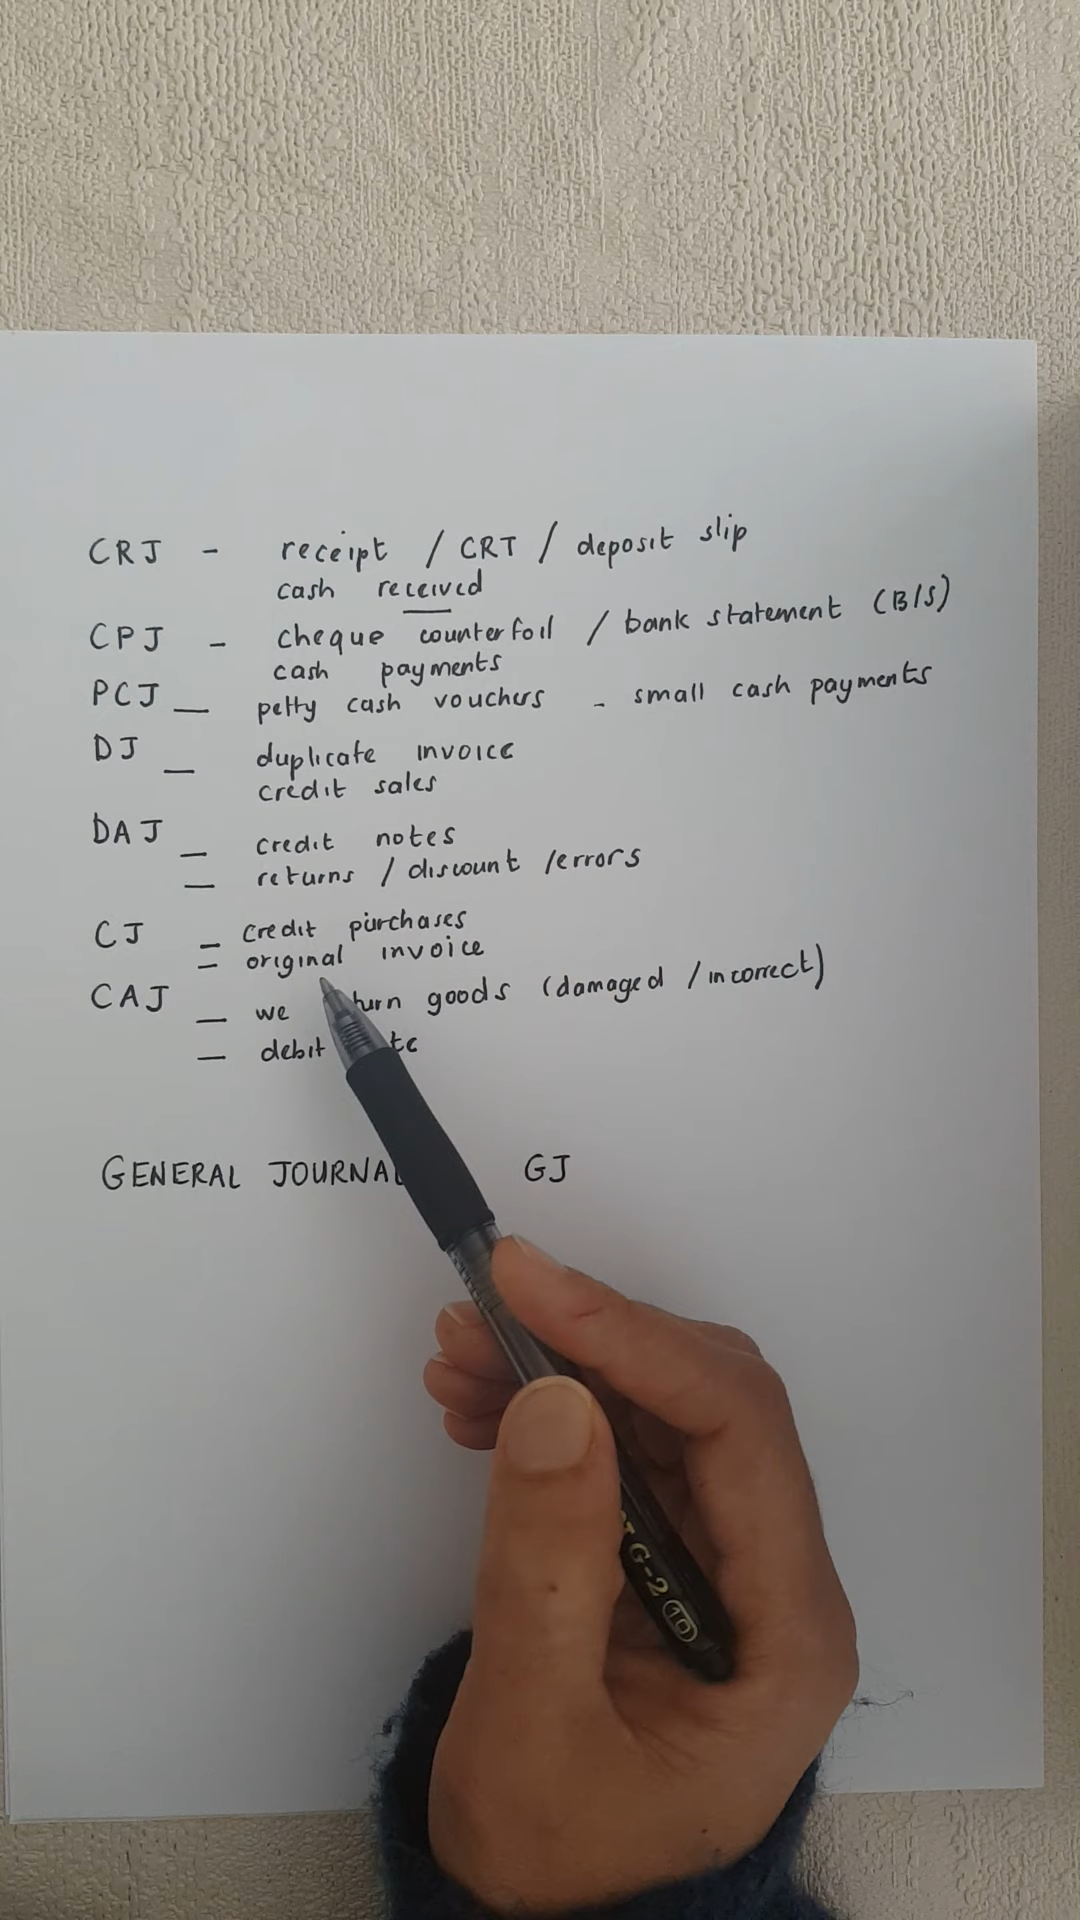 CRJ - receipt / CRT / deposit slip
cash received
CPJ - cheque counterfoil / bank statement (B/S)
cash payments
PCJ - petty cash vouchers - small cash payments
DJ - duplicate invoice
credit sales
DAJ - credit notes
- returns / discount / errors
CJ - credit purchases
- original invoice
CAJ - we goods (damaged / incorrect)
- debit
GENERAL GJ
G-2 10